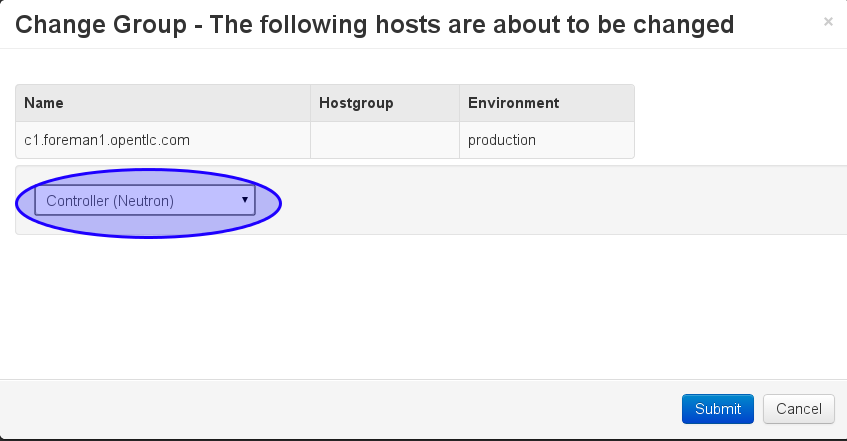 Change Group - The following hosts are about to be changed
×
Name Hostgroup Environment
c1.foreman1.opentlc.com production
Controller (Neutron)
Submit Cancel